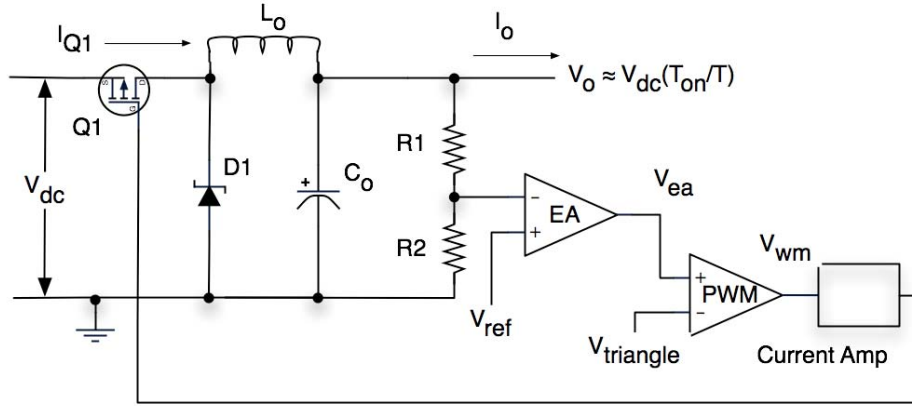 I_Q1
L_o
I_o
V_o ≈ V_dc(T_on/T)
S
D
G
Q1
R1
V_dc
D1
+
C_o
V_ea
−
EA
+
R2
V_wm
+
PWM
−
V_ref
V_triangle
Current Amp